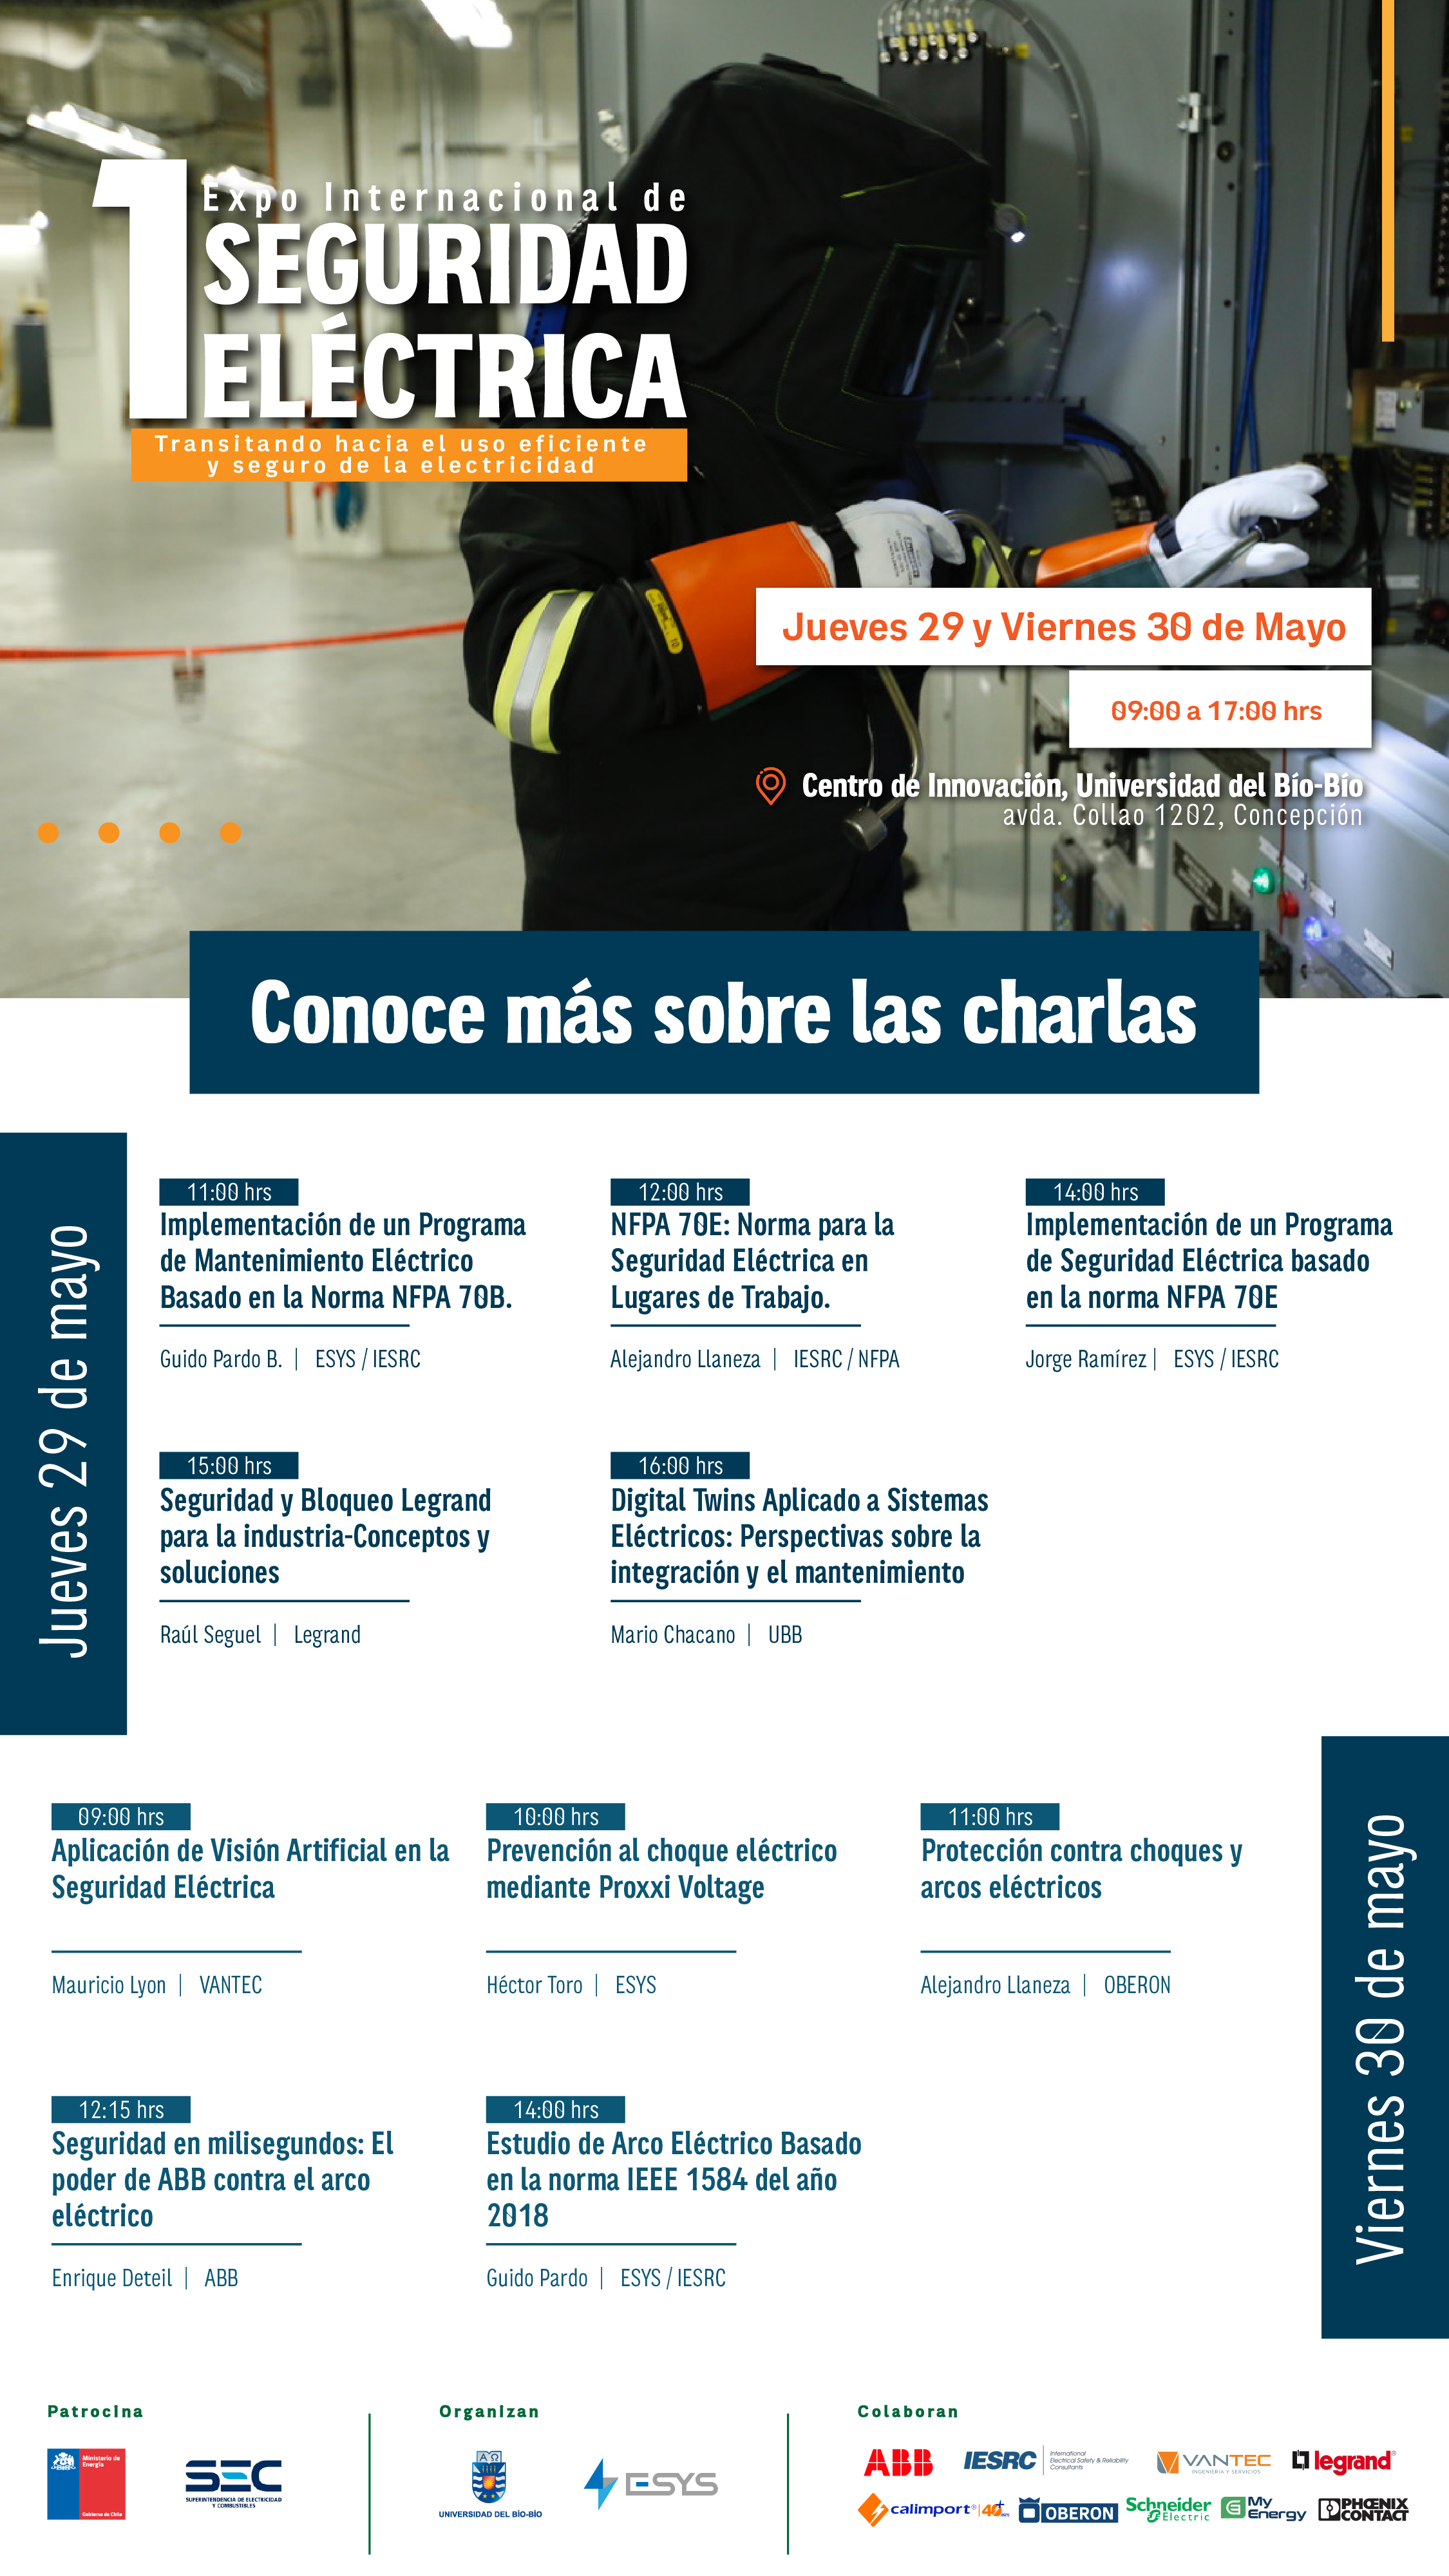 1
Expo Internacional de
SEGURIDAD
ELÉCTRICA
Transitando hacia el uso eficiente
y seguro de la electricidad
Jueves 29 y Viernes 30 de Mayo
09:00 a 17:00 hrs
Centro de Innovación, Universidad del Bío-Bío
avda. Collao 1202, Concepción
Conoce más sobre las charlas
Jueves 29 de mayo
11:00 hrs
Implementación de un Programa
de Mantenimiento Eléctrico
Basado en la Norma NFPA 70B.
Guido Pardo B. | ESYS / IESRC
12:00 hrs
NFPA 70E: Norma para la
Seguridad Eléctrica en
Lugares de Trabajo.
Alejandro Llaneza | IESRC / NFPA
14:00 hrs
Implementación de un Programa
de Seguridad Eléctrica basado
en la norma NFPA 70E
Jorge Ramírez | ESYS / IESRC
15:00 hrs
Seguridad y Bloqueo Legrand
para la industria-Conceptos y
soluciones
Raúl Seguel | Legrand
16:00 hrs
Digital Twins Aplicado a Sistemas
Eléctricos: Perspectivas sobre la
integración y el mantenimiento
Mario Chacano | UBB
Viernes 30 de mayo
09:00 hrs
Aplicación de Visión Artificial en la
Seguridad Eléctrica
Mauricio Lyon | VANTEC
10:00 hrs
Prevención al choque eléctrico
mediante Proxxi Voltage
Héctor Toro | ESYS
11:00 hrs
Protección contra choques y
arcos eléctricos
Alejandro Llaneza | OBERON
12:15 hrs
Seguridad en milisegundos: El
poder de ABB contra el arco
eléctrico
Enrique Deteil | ABB
14:00 hrs
Estudio de Arco Eléctrico Basado
en la norma IEEE 1584 del año
2018
Guido Pardo | ESYS / IESRC
Patrocina
Ministerio de
Energía
Gobierno de Chile
SEC
SUPERINTENDENCIA DE ELECTRICIDAD
Y COMBUSTIBLES
Organizan
UNIVERSIDAD DEL BÍO-BÍO
ESYS
Colaboran
ABB
IESRC
International
Electrical Safety & Reliability
Consultants
VANTEC
INGENIERÍA Y SERVICIOS
legrand®
calimport® 40+
OBERON
Schneider
Electric
My
Energy
PHŒNIX
CONTACT